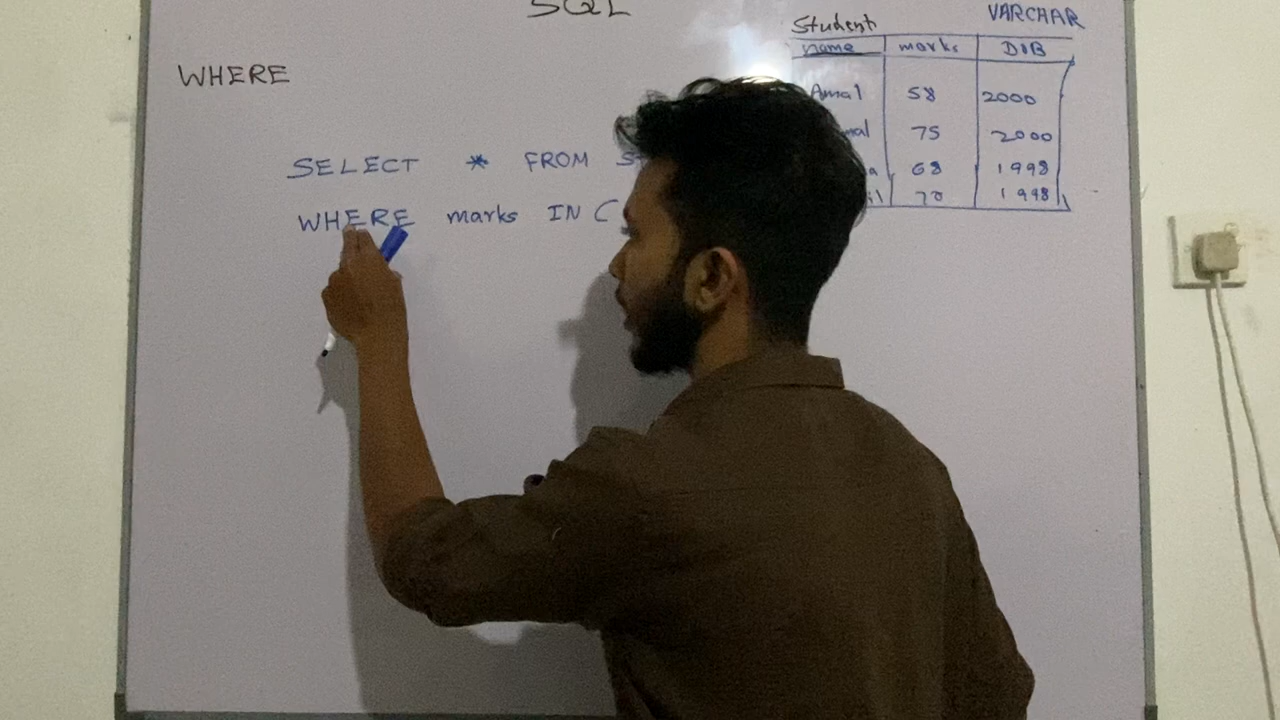 SQL
WHERE
SELECT * FROM
WHERE marks IN (
Student VARCHAR
name marks DOB
Amal 58 2000
75 2000
68 1998
70 1998